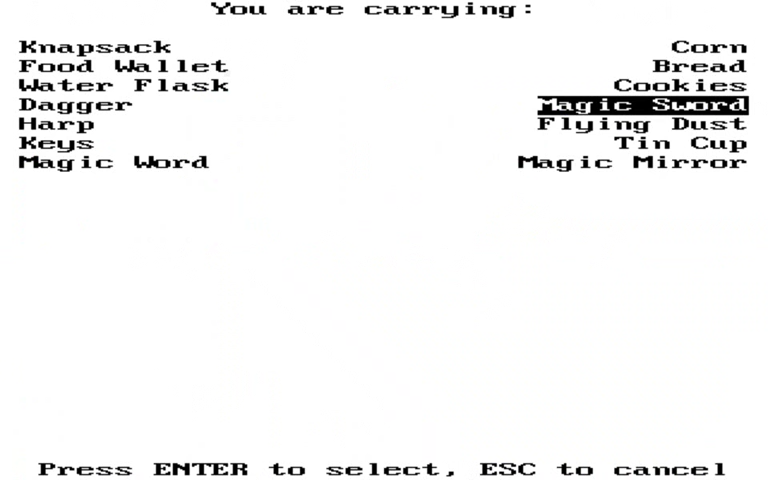 You are carrying:
Knapsack Corn
Food Wallet Bread
Water Flask Cookies
Dagger Magic Sword
Harp Flying Dust
Keys Tin Cup
Magic Word Magic Mirror
Press ENTER to select, ESC to cancel